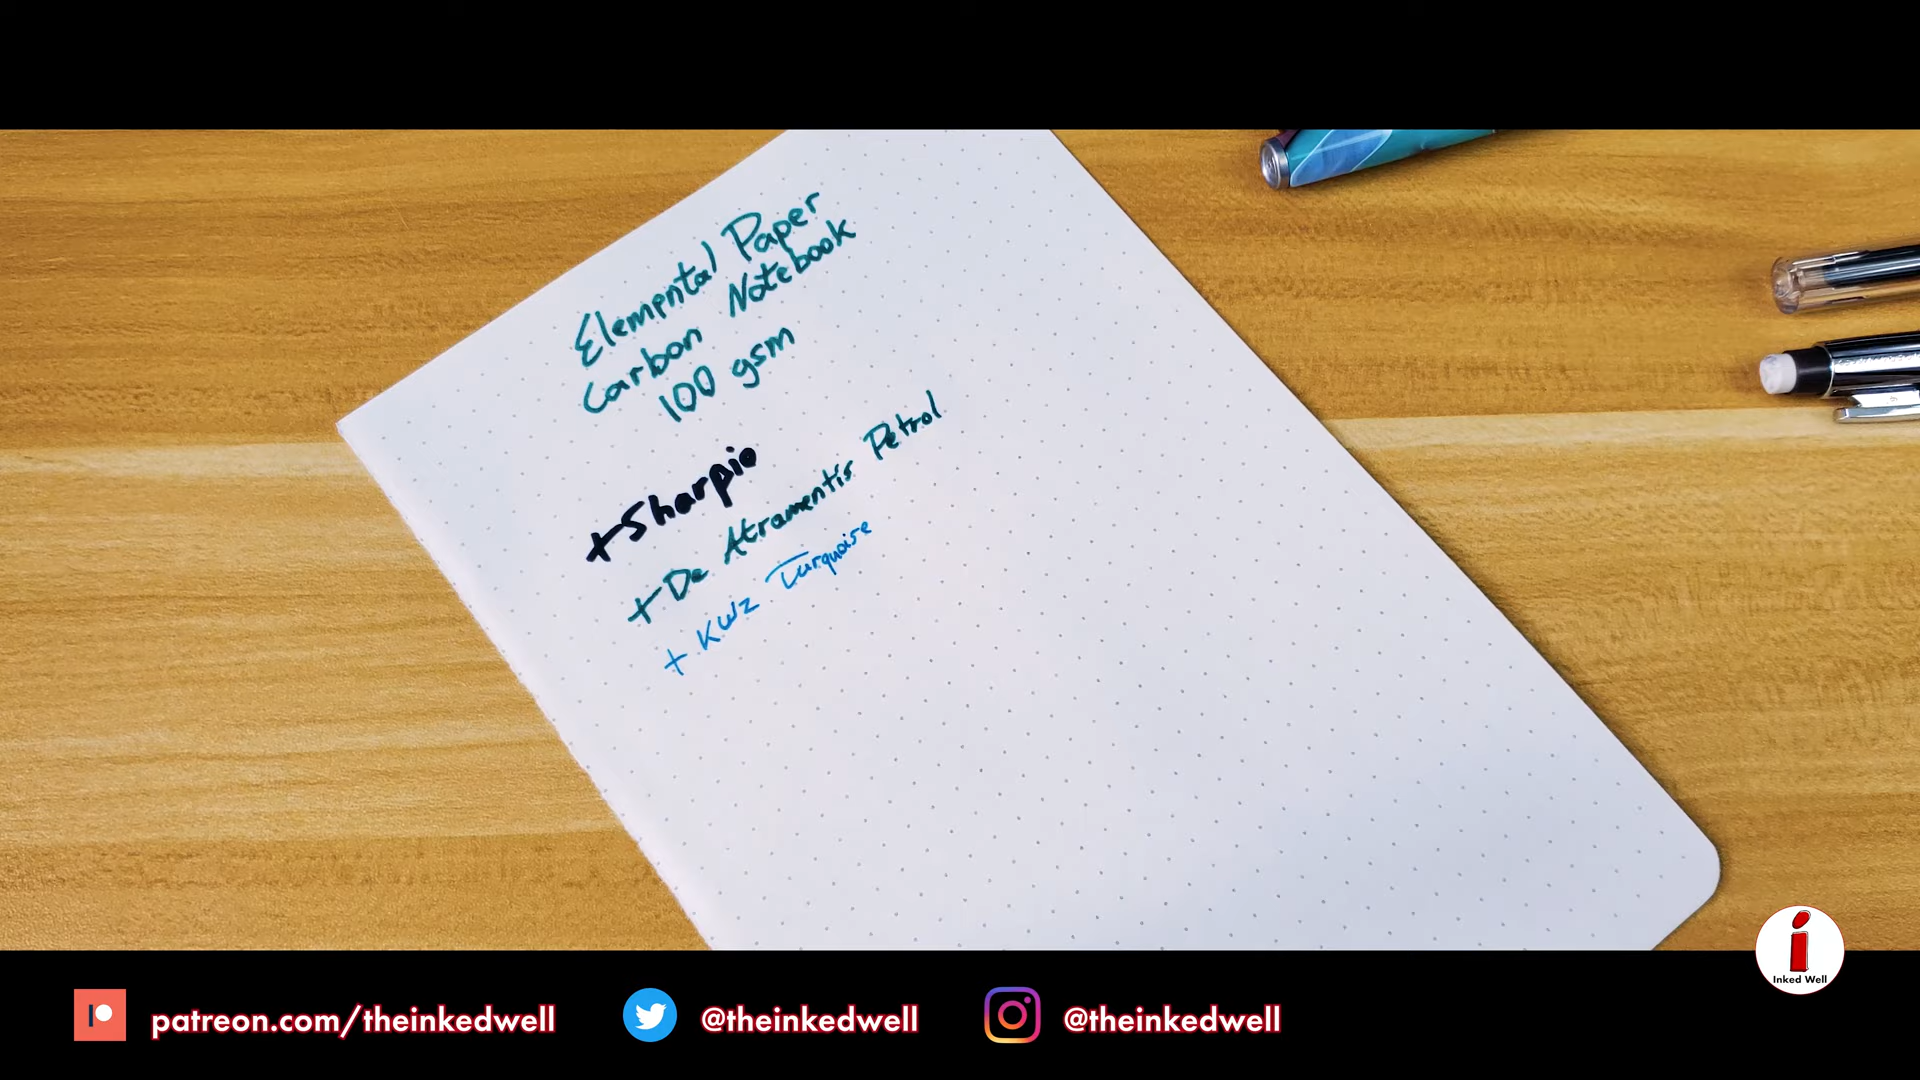 Elemental Paper
Carbon Notebook
100 gsm
+Sharpie
+De Atramentis Petrol
+ KWZ Turquoise
i
Inked Well
patreon.com/theinkedwell
@theinkedwell
@theinkedwell